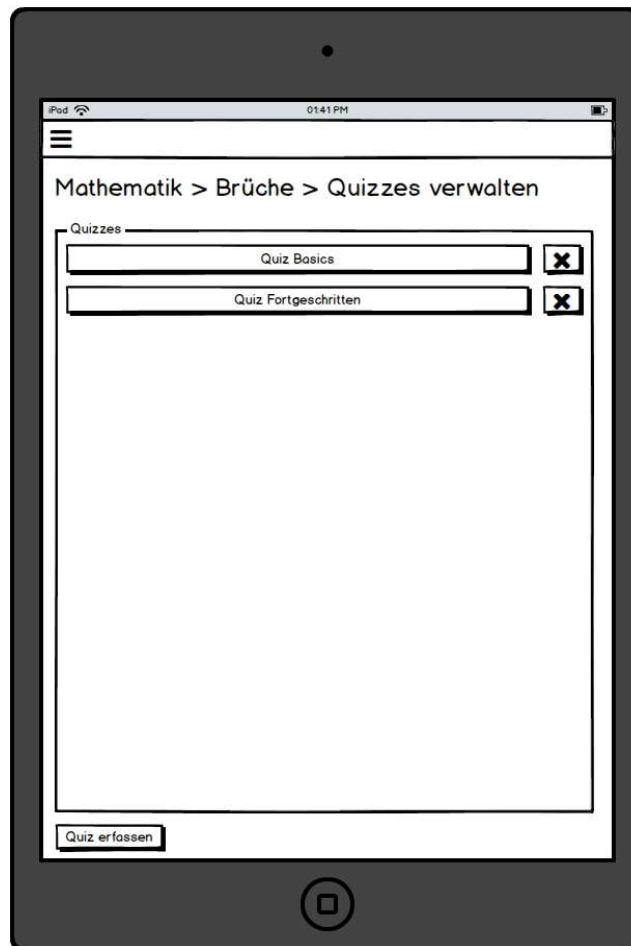 iPod 01:41 PM
Mathematik > Brüche > Quizzes verwalten
Quizzes
Quiz Basics
Quiz Fortgeschritten
Quiz erfassen